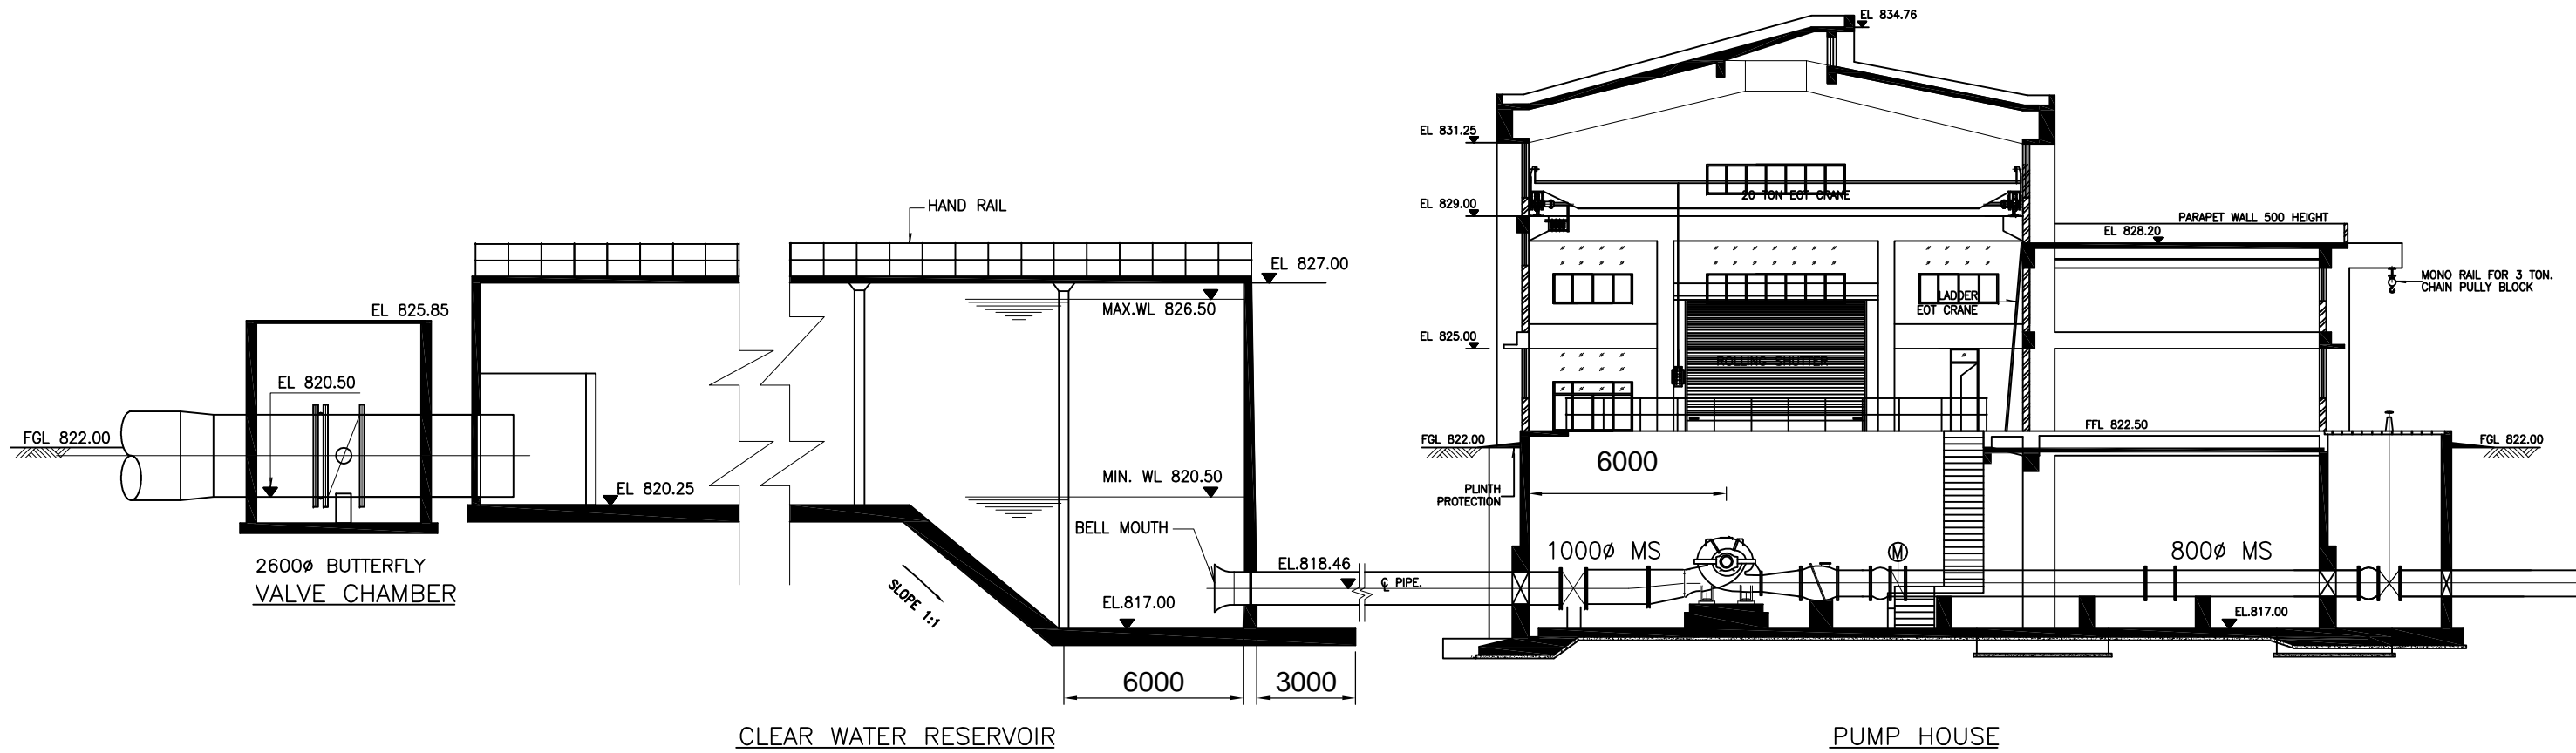 EL 834.76
EL 831.25
20 TON EOT CRANE
EL 829.00
HAND RAIL
PARAPET WALL 500 HEIGHT
EL 828.20
EL 827.00
MONO RAIL FOR 3 TON.
CHAIN PULLY BLOCK
MAX.WL 826.50
LADDER
EOT CRANE
EL 825.85
EL 825.00
ROLLING SHUTTER
EL 820.50
FFL 822.50
FGL 822.00
FGL 822.00
FGL 822.00
6000
MIN. WL 820.50
EL 820.25
PLINTH
PROTECTION
BELL MOUTH
1000ø MS
M
800ø MS
2600ø BUTTERFLY
VALVE CHAMBER
EL.818.46
℄ PIPE.
SLOPE 1:1
EL.817.00
EL.817.00
6000
3000
CLEAR WATER RESERVOIR
PUMP HOUSE